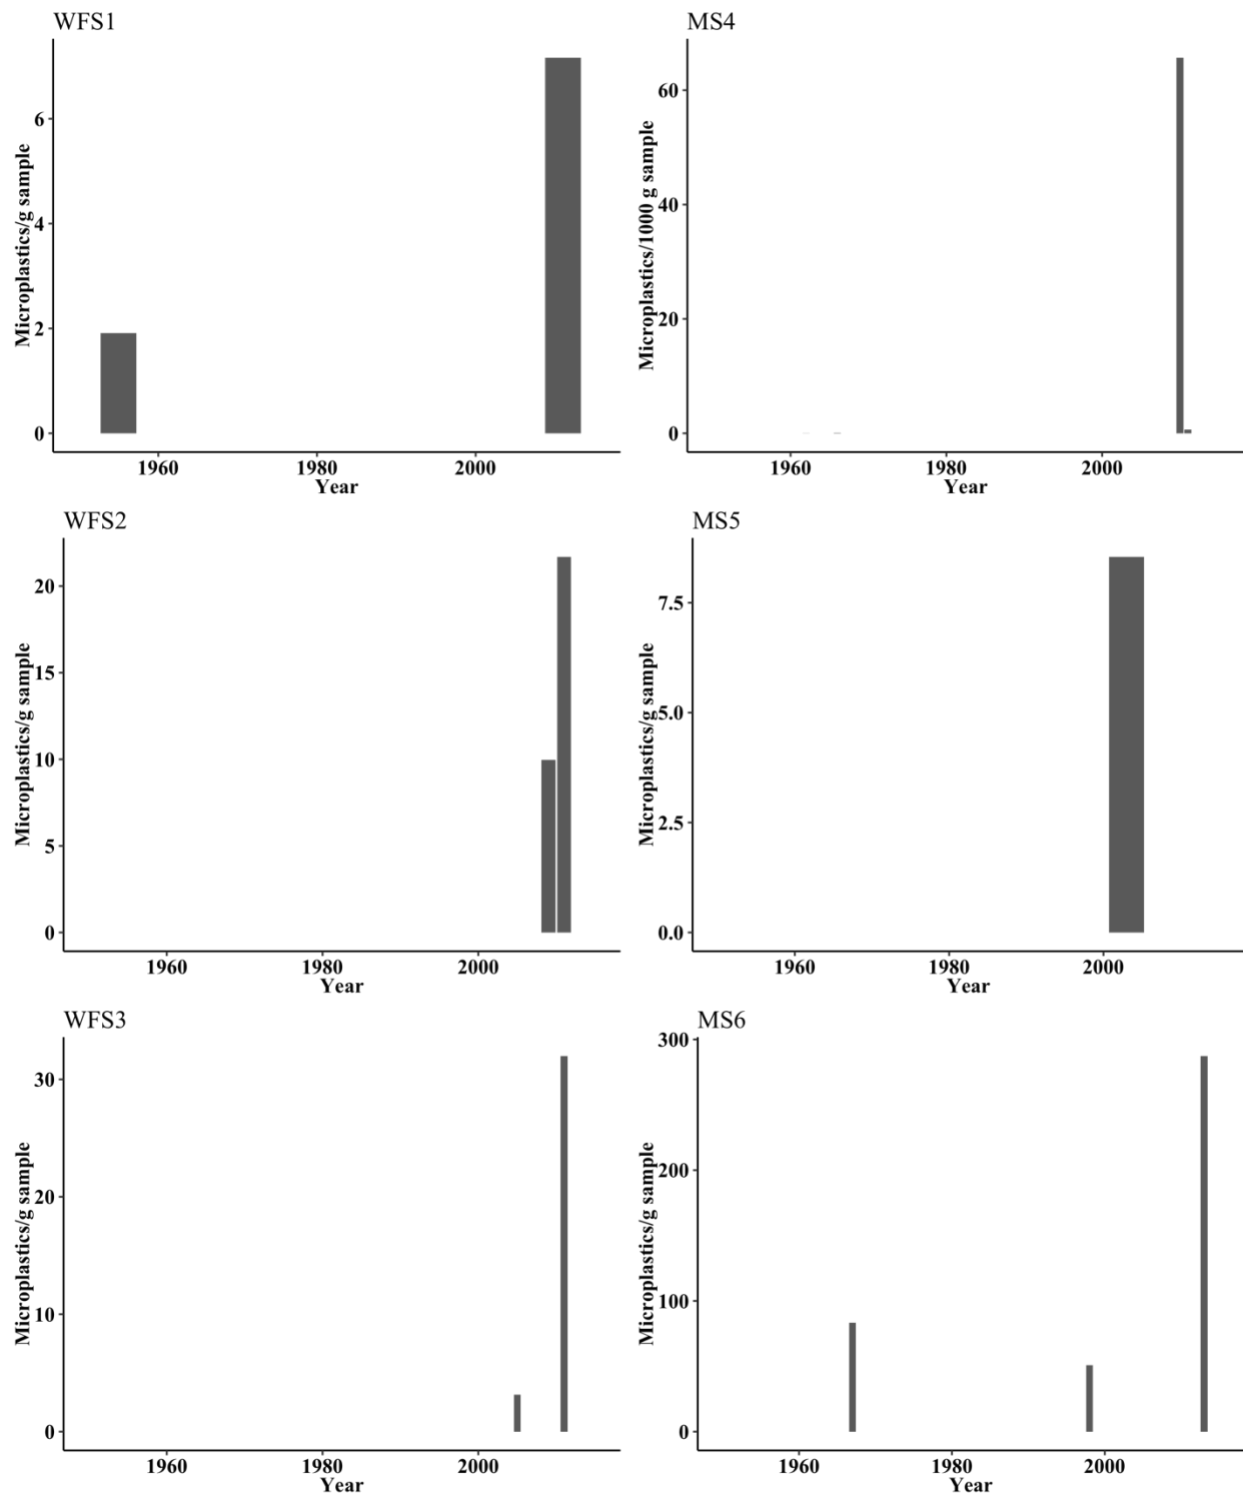 WFS1
Microplastics/g sample
6
4
2
0
1960 1980 2000
Year
MS4
Microplastics/1000 g sample
60
40
20
0
1960 1980 2000
Year
WFS2
Microplastics/g sample
20
15
10
5
0
1960 1980 2000
Year
MS5
Microplastics/g sample
7.5
5.0
2.5
0.0
1960 1980 2000
Year
WFS3
Microplastics/g sample
30
20
10
0
1960 1980 2000
Year
MS6
Microplastics/g sample
300
200
100
0
1960 1980 2000
Year